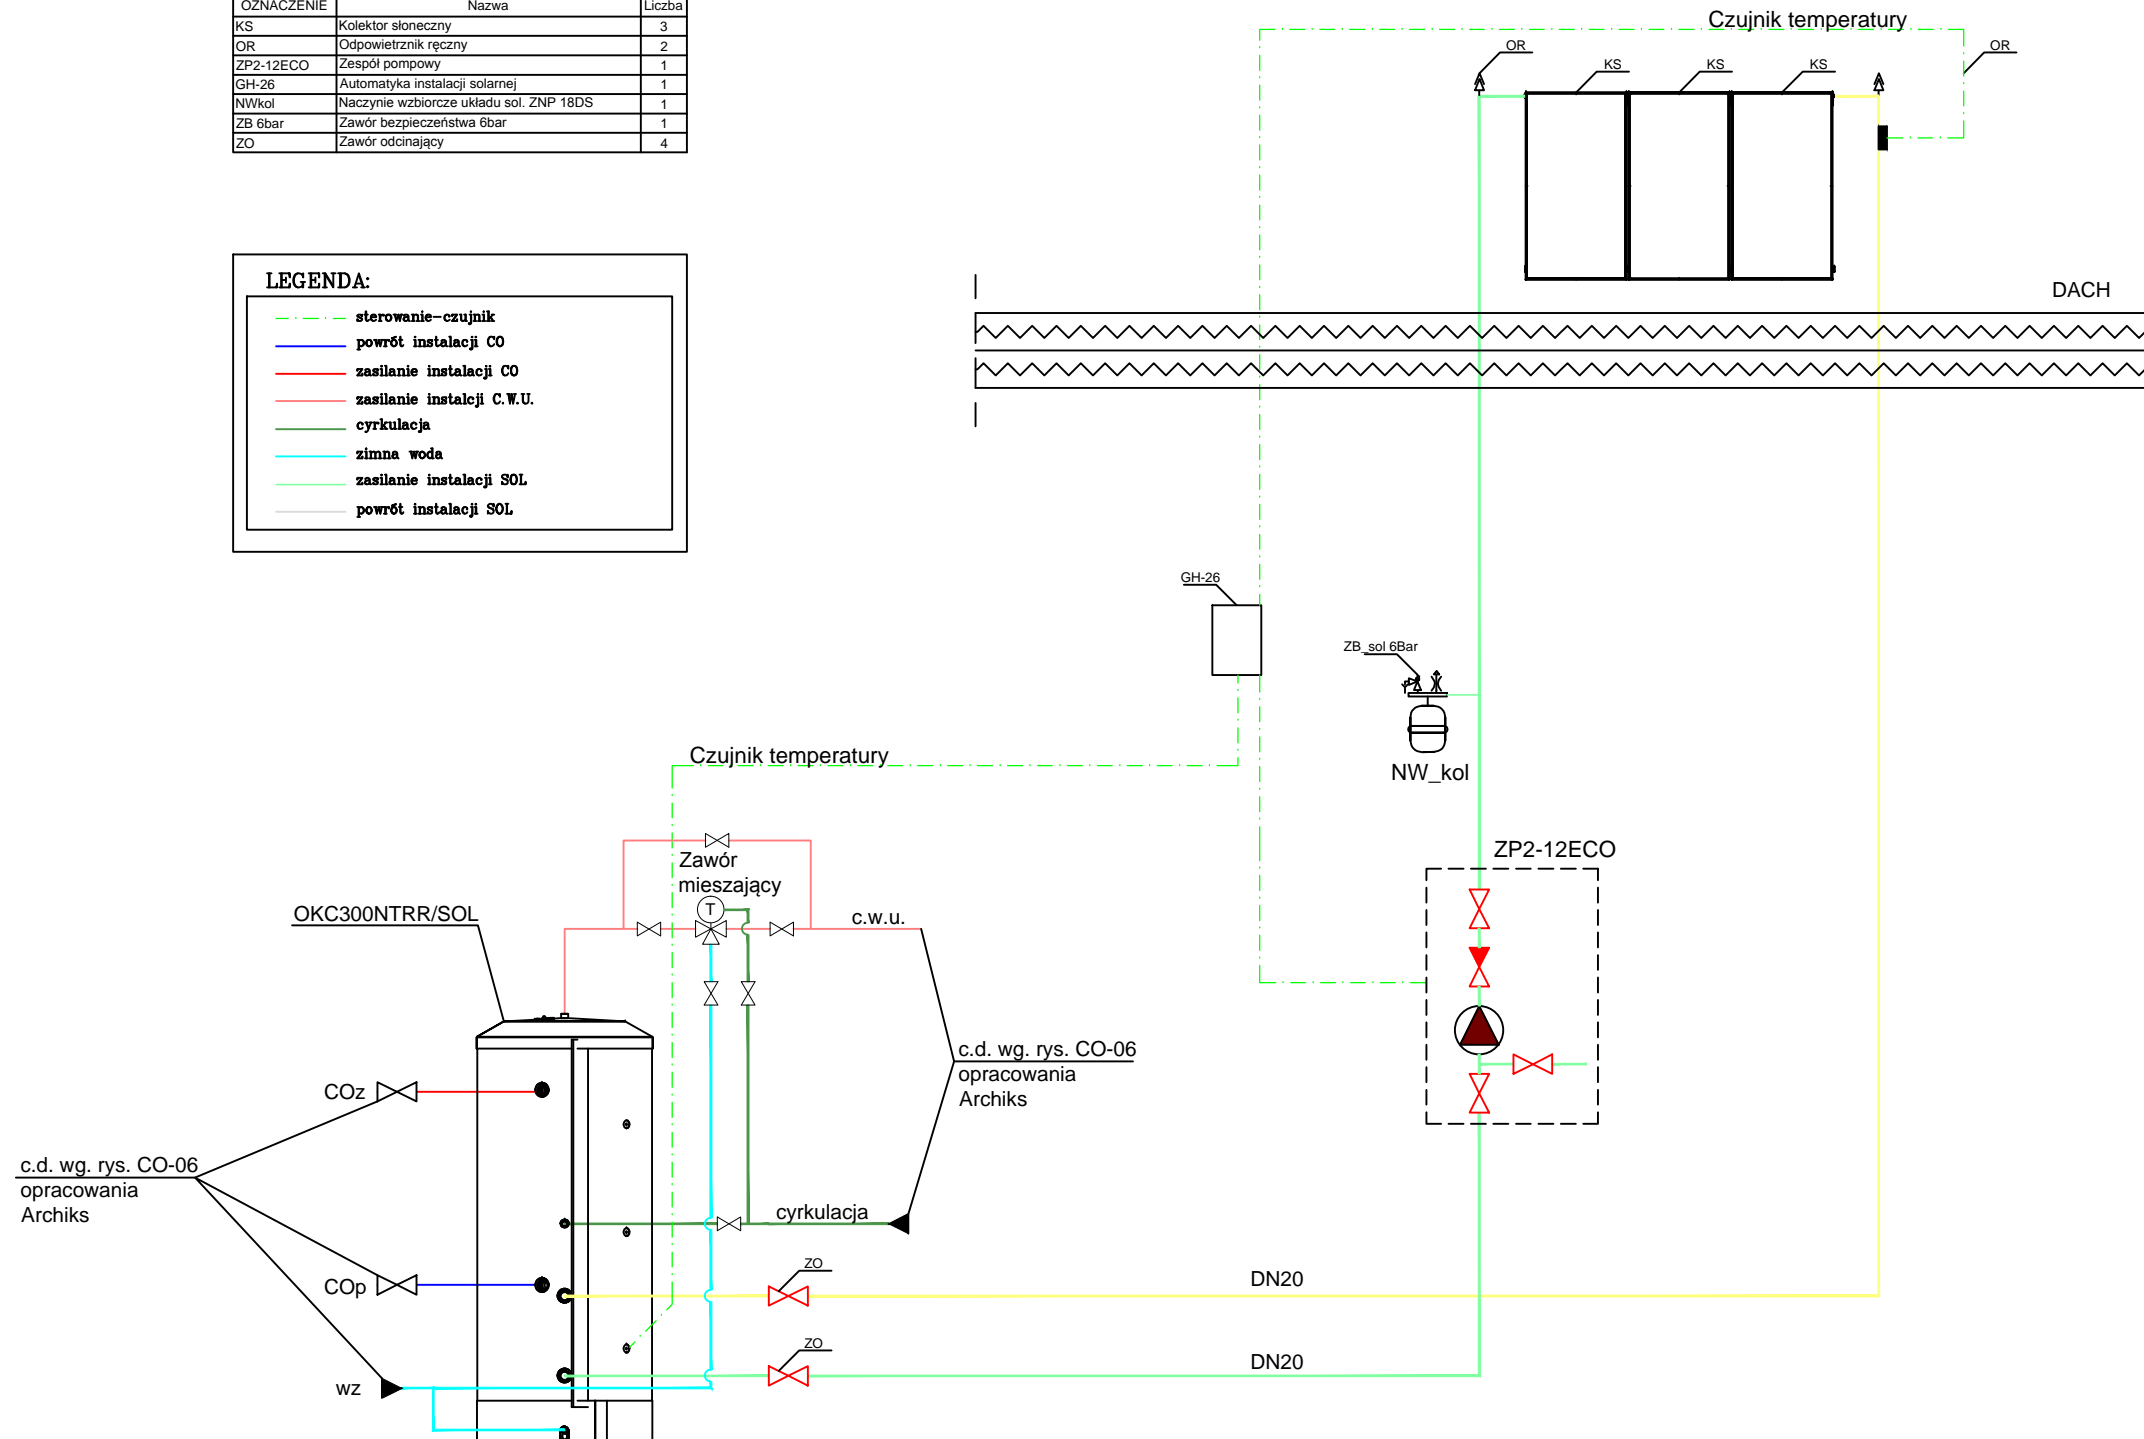 OZNACZENIE Nazwa Liczba
KS Kolektor słoneczny 3
OR Odpowietrznik ręczny 2
ZP2-12ECO Zespół pompowy 1
GH-26 Automatyka instalacji solarnej 1
NWkol Naczynie wzbiorcze układu sol. ZNP 18DS 1
ZB 6bar Zawór bezpieczeństwa 6bar 1
ZO Zawór odcinający 4
LEGENDA:
sterowanie-czujnik
powrót instalacji CO
zasilanie instalacji CO
zasilanie instalcji C.W.U.
cyrkulacja
zimna woda
zasilanie instalacji SOL
powrót instalacji SOL
Czujnik temperatury
OR
OR
KS
KS
KS
DACH
GH-26
ZB_sol 6Bar
NW_kol
Czujnik temperatury
ZP2-12ECO
Zawór
mieszający
T
c.w.u.
OKC300NTRR/SOL
c.d. wg. rys. CO-06
opracowania
Archiks
COz
c.d. wg. rys. CO-06
opracowania
Archiks
cyrkulacja
COp
ZO
DN20
ZO
DN20
wz